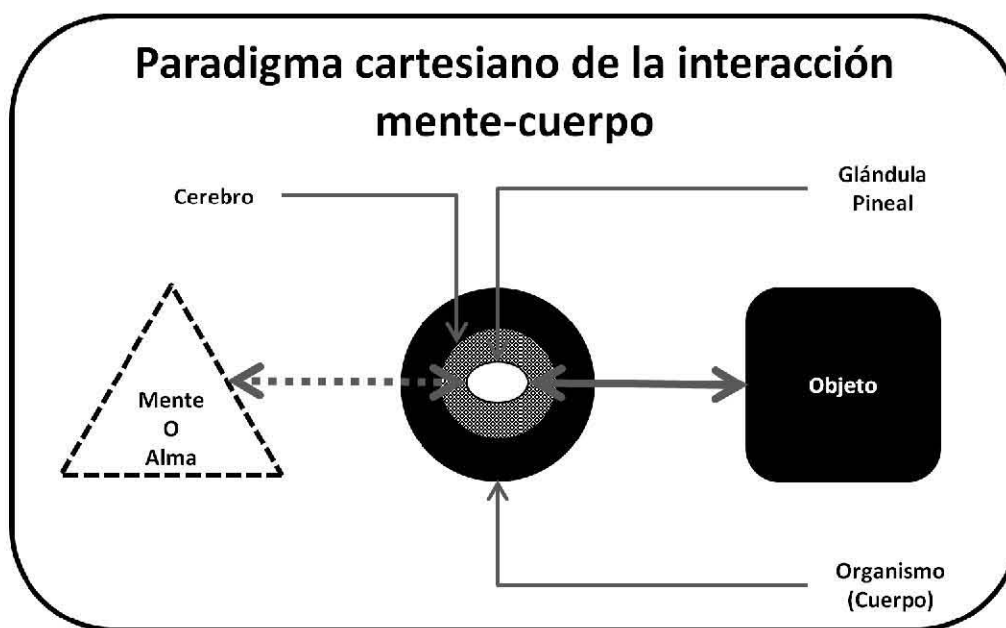 Paradigma cartesiano de la interacción
mente-cuerpo
Cerebro
Glándula
Pineal
Mente
O
Alma
Objeto
Organismo
(Cuerpo)